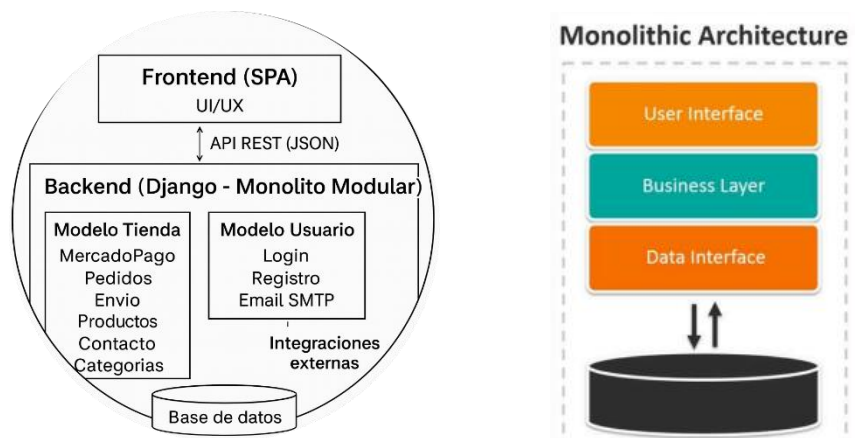 Frontend (SPA)
UI/UX
API REST (JSON)
Backend (Django - Monolito Modular)
Modelo Tienda
MercadoPago
Pedidos
Envio
Productos
Contacto
Categorias
Modelo Usuario
Login
Registro
Email SMTP
Integraciones
externas
Base de datos
Monolithic Architecture
User Interface
Business Layer
Data Interface